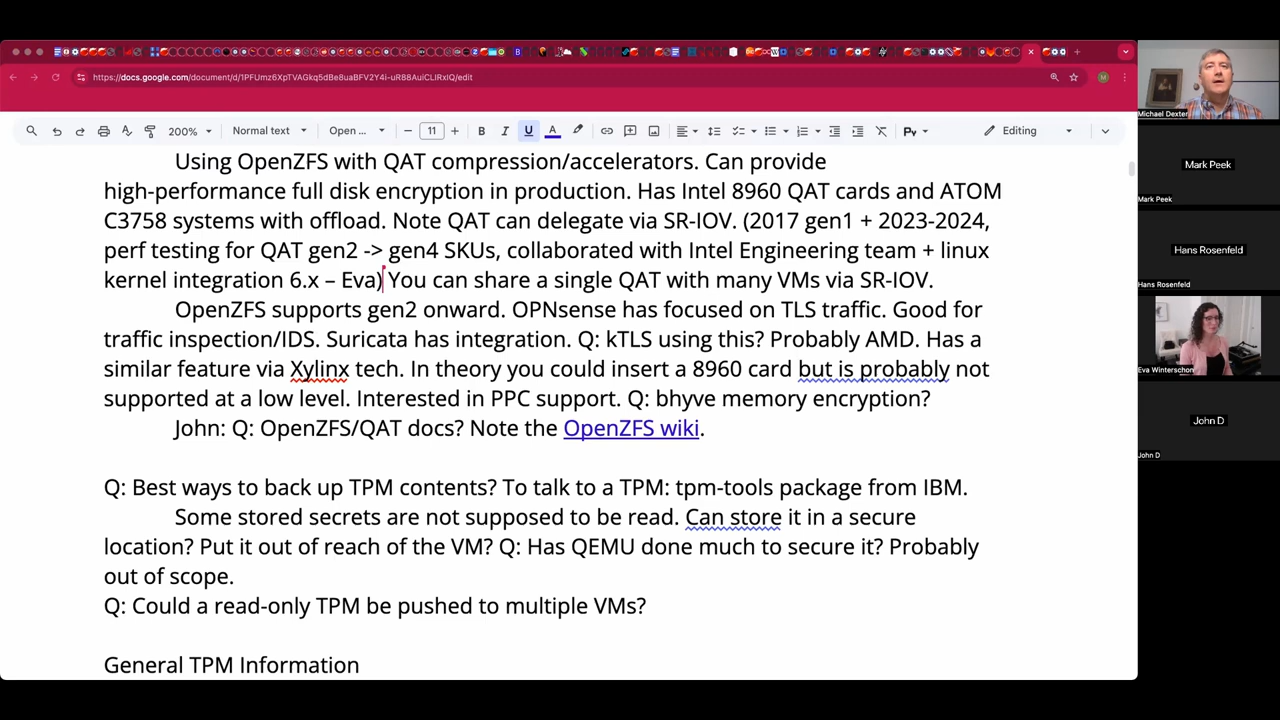 https://docs.google.com/document/d/1PFUmz6XpTVAGkq5dBe8uaBFV2Y4i-uR88AuiCLlRxIQ/edit
M
200%
Normal text
Open ...
11
B
I
U
A
Editing
Using OpenZFS with QAT compression/accelerators. Can provide
high-performance full disk encryption in production. Has Intel 8960 QAT cards and ATOM
C3758 systems with offload. Note QAT can delegate via SR-IOV. (2017 gen1 + 2023-2024,
perf testing for QAT gen2 -> gen4 SKUs, collaborated with Intel Engineering team + linux
kernel integration 6.x – Eva) You can share a single QAT with many VMs via SR-IOV.
OpenZFS supports gen2 onward. OPNsense has focused on TLS traffic. Good for
traffic inspection/IDS. Suricata has integration. Q: kTLS using this? Probably AMD. Has a
similar feature via Xylinx tech. In theory you could insert a 8960 card but is probably not
supported at a low level. Interested in PPC support. Q: bhyve memory encryption?
John: Q: OpenZFS/QAT docs? Note the OpenZFS wiki.
Q: Best ways to back up TPM contents? To talk to a TPM: tpm-tools package from IBM.
Some stored secrets are not supposed to be read. Can store it in a secure
location? Put it out of reach of the VM? Q: Has QEMU done much to secure it? Probably
out of scope.
Q: Could a read-only TPM be pushed to multiple VMs?
General TPM Information
Michael Dexter
Mark Peek
Mark Peek
Hans Rosenfeld
Hans Rosenfeld
Eva Winterschon
John D
John D